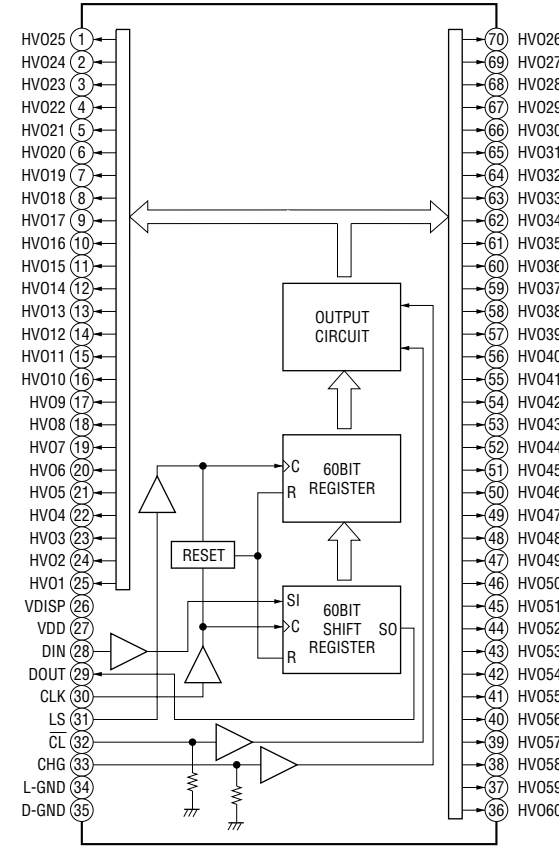 HVO25 1
HVO24 2
HVO23 3
HVO22 4
HVO21 5
HVO20 6
HVO19 7
HVO18 8
HVO17 9
HVO16 10
HVO15 11
HVO14 12
HVO13 13
HVO12 14
HVO11 15
HVO10 16
HVO9 17
HVO8 18
HVO7 19
HVO6 20
HVO5 21
HVO4 22
HVO3 23
HVO2 24
HVO1 25
VDISP 26
VDD 27
DIN 28
DOUT 29
CLK 30
LS 31
C̅L̅ 32
CHG 33
L-GND 34
D-GND 35
OUTPUT
CIRCUIT
C
60BIT
REGISTER
R
RESET
SI
60BIT
SHIFT
REGISTER
C
SO
R
70 HVO26
69 HVO27
68 HVO28
67 HVO29
66 HVO30
65 HVO31
64 HVO32
63 HVO33
62 HVO34
61 HVO35
60 HVO36
59 HVO37
58 HVO38
57 HVO39
56 HVO40
55 HVO41
54 HVO42
53 HVO43
52 HVO44
51 HVO45
50 HVO46
49 HVO47
48 HVO48
47 HVO49
46 HVO50
45 HVO51
44 HVO52
43 HVO53
42 HVO54
41 HVO55
40 HVO56
39 HVO57
38 HVO58
37 HVO59
36 HVO60